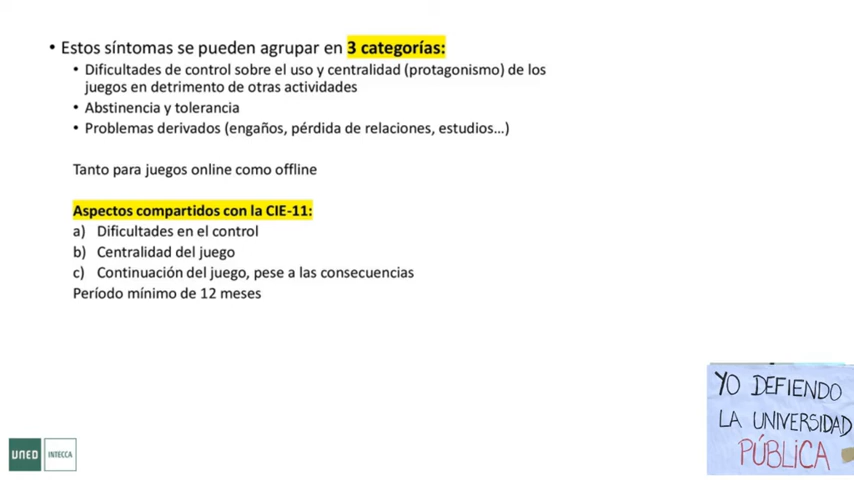 • Estos síntomas se pueden agrupar en 3 categorías:
• Dificultades de control sobre el uso y centralidad (protagonismo) de los
juegos en detrimento de otras actividades
• Abstinencia y tolerancia
• Problemas derivados (engaños, pérdida de relaciones, estudios…)
Tanto para juegos online como offline
Aspectos compartidos con la CIE-11:
a) Dificultades en el control
b) Centralidad del juego
c) Continuación del juego, pese a las consecuencias
Período mínimo de 12 meses
YO DEFIENDO
LA UNIVERSIDAD
PÚBLICA
UNED INTECCA